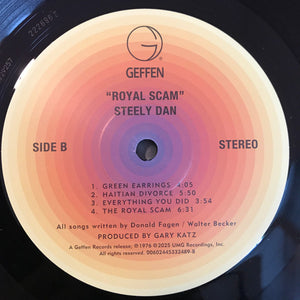 GEFFEN
"ROYAL SCAM"
STEELY DAN
SIDE B
STEREO
1. GREEN EARRINGS 4:05
2. HAITIAN DIVORCE 5:50
3. EVERYTHING YOU DID 3:54
4. THE ROYAL SCAM 6:31
All songs written by Donald Fagen / Walter Becker
PRODUCED BY GARY KATZ
A Geffen Records release, ℗1976 © 2025 UMG Recordings, Inc.
All rights reserved. 00602445332489-B